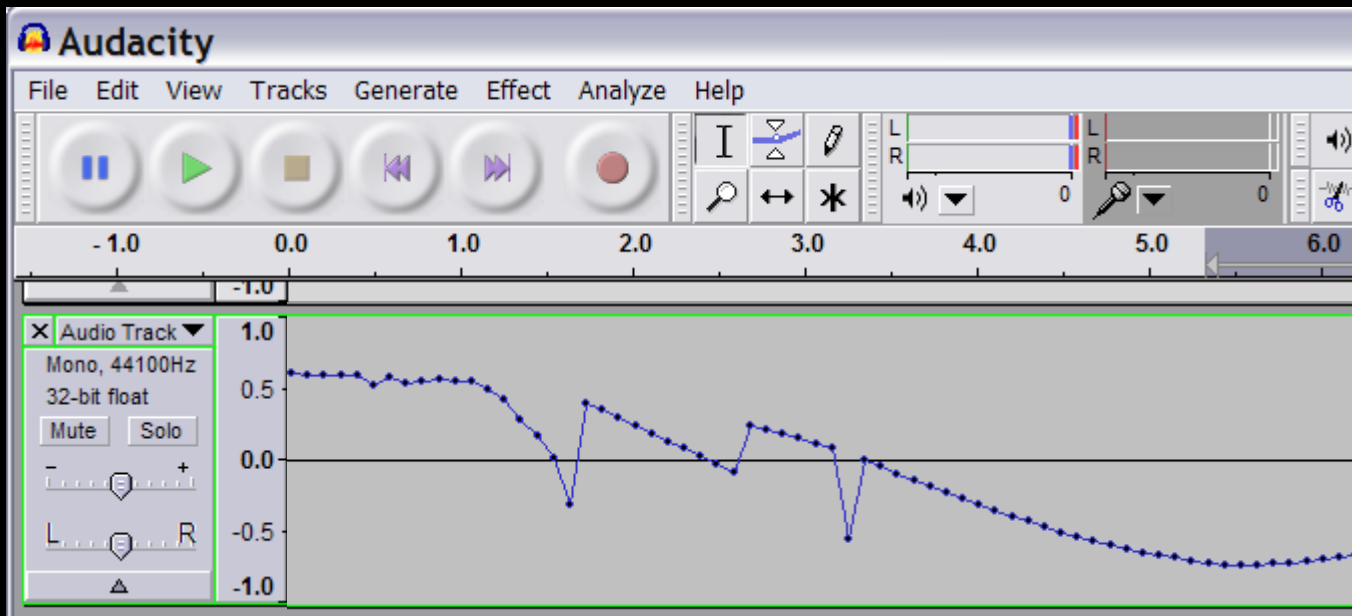 Audacity
File Edit View Tracks Generate Effect Analyze Help
L L
R R
0 0
- 1.0 0.0 1.0 2.0 3.0 4.0 5.0 6.0
-1.0
X Audio Track 1.0
Mono, 44100Hz
32-bit float 0.5
Mute Solo
- + 0.0
L R -0.5
-1.0